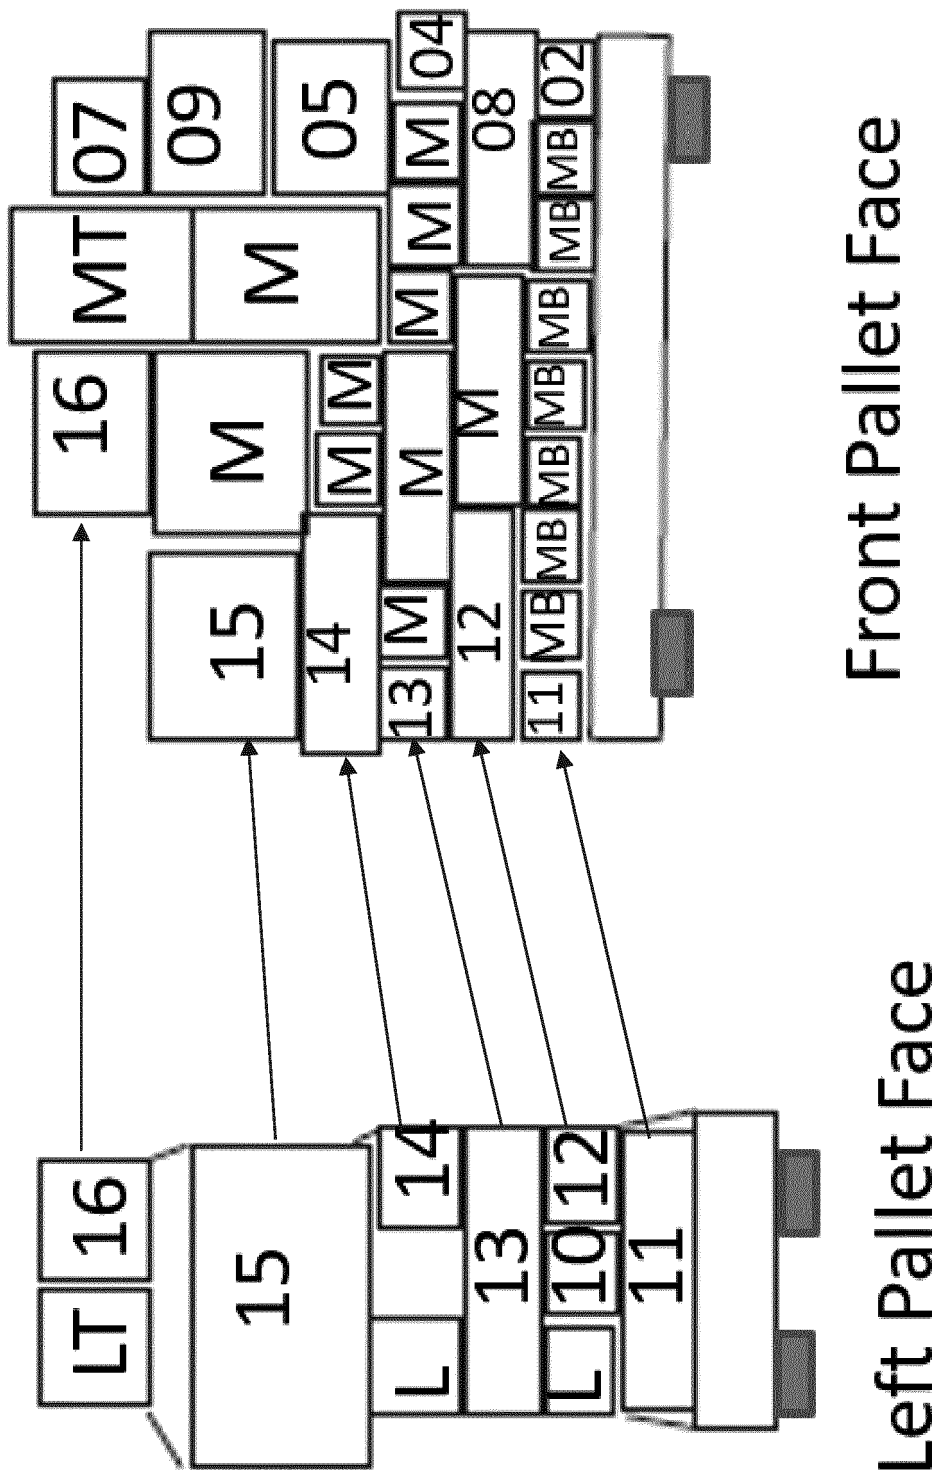 LT 16 16 MT 07
09
15 15 M M
L 14 14 M M 05
13 13 M M M M M 04
L 10 12 12 M 08
11 11 MB MB MB MB MB MB MB 02
Left Pallet Face Front Pallet Face